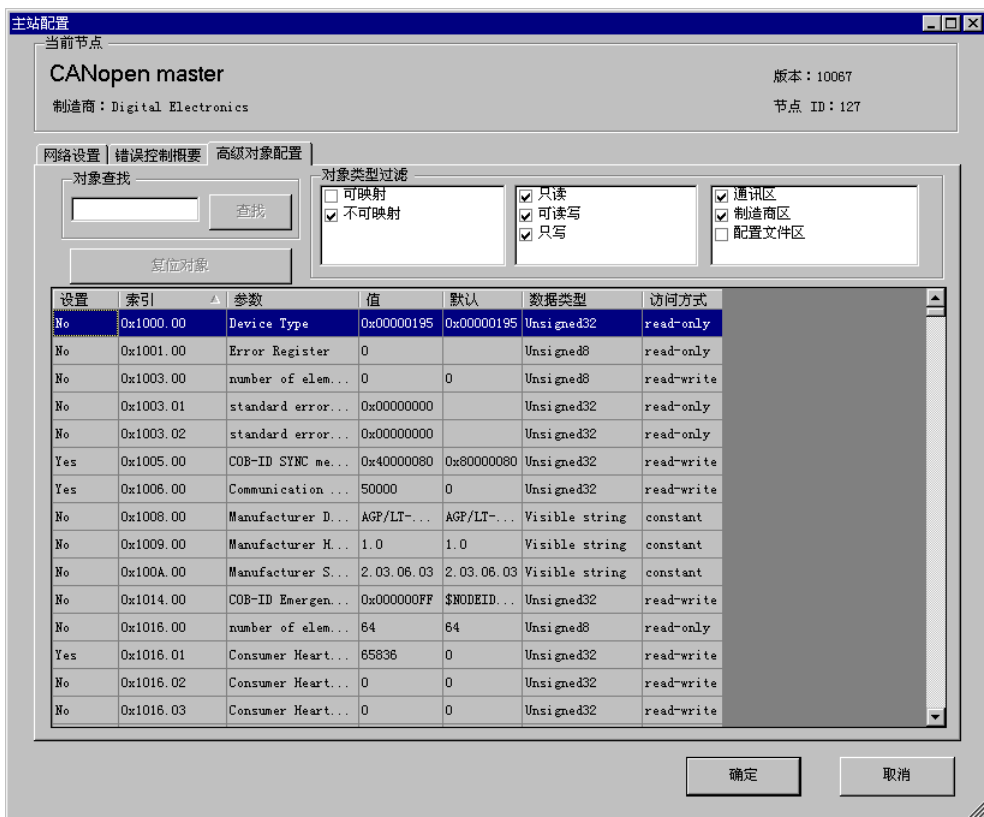 主站配置
当前节点
CANopen master
版本：10067
制造商：Digital Electronics
节点 ID：127
网络设置 错误控制概要 高级对象配置
对象查找
查找
复位对象
对象类型过滤
可映射
不可映射
只读
可读写
只写
通讯区
制造商区
配置文件区
设置 索引 参数 值 默认 数据类型 访问方式
No 0x1000.00 Device Type 0x00000195 0x00000195 Unsigned32 read-only
No 0x1001.00 Error Register 0 Unsigned8 read-only
No 0x1003.00 number of elem... 0 0 Unsigned8 read-write
No 0x1003.01 standard error... 0x00000000 Unsigned32 read-only
No 0x1003.02 standard error... 0x00000000 Unsigned32 read-only
Yes 0x1005.00 COB-ID SYNC me... 0x40000080 0x80000080 Unsigned32 read-write
Yes 0x1006.00 Communication ... 50000 0 Unsigned32 read-write
No 0x1008.00 Manufacturer D... AGP/LT-... AGP/LT-... Visible string constant
No 0x1009.00 Manufacturer H... 1.0 1.0 Visible string constant
No 0x100A.00 Manufacturer S... 2.03.06.03 2.03.06.03 Visible string constant
No 0x1014.00 COB-ID Emergen... 0x000000FF $NODEID... Unsigned32 read-write
No 0x1016.00 number of elem... 64 64 Unsigned8 read-only
Yes 0x1016.01 Consumer Heart... 65836 0 Unsigned32 read-write
No 0x1016.02 Consumer Heart... 0 0 Unsigned32 read-write
No 0x1016.03 Consumer Heart... 0 0 Unsigned32 read-write
确定 取消